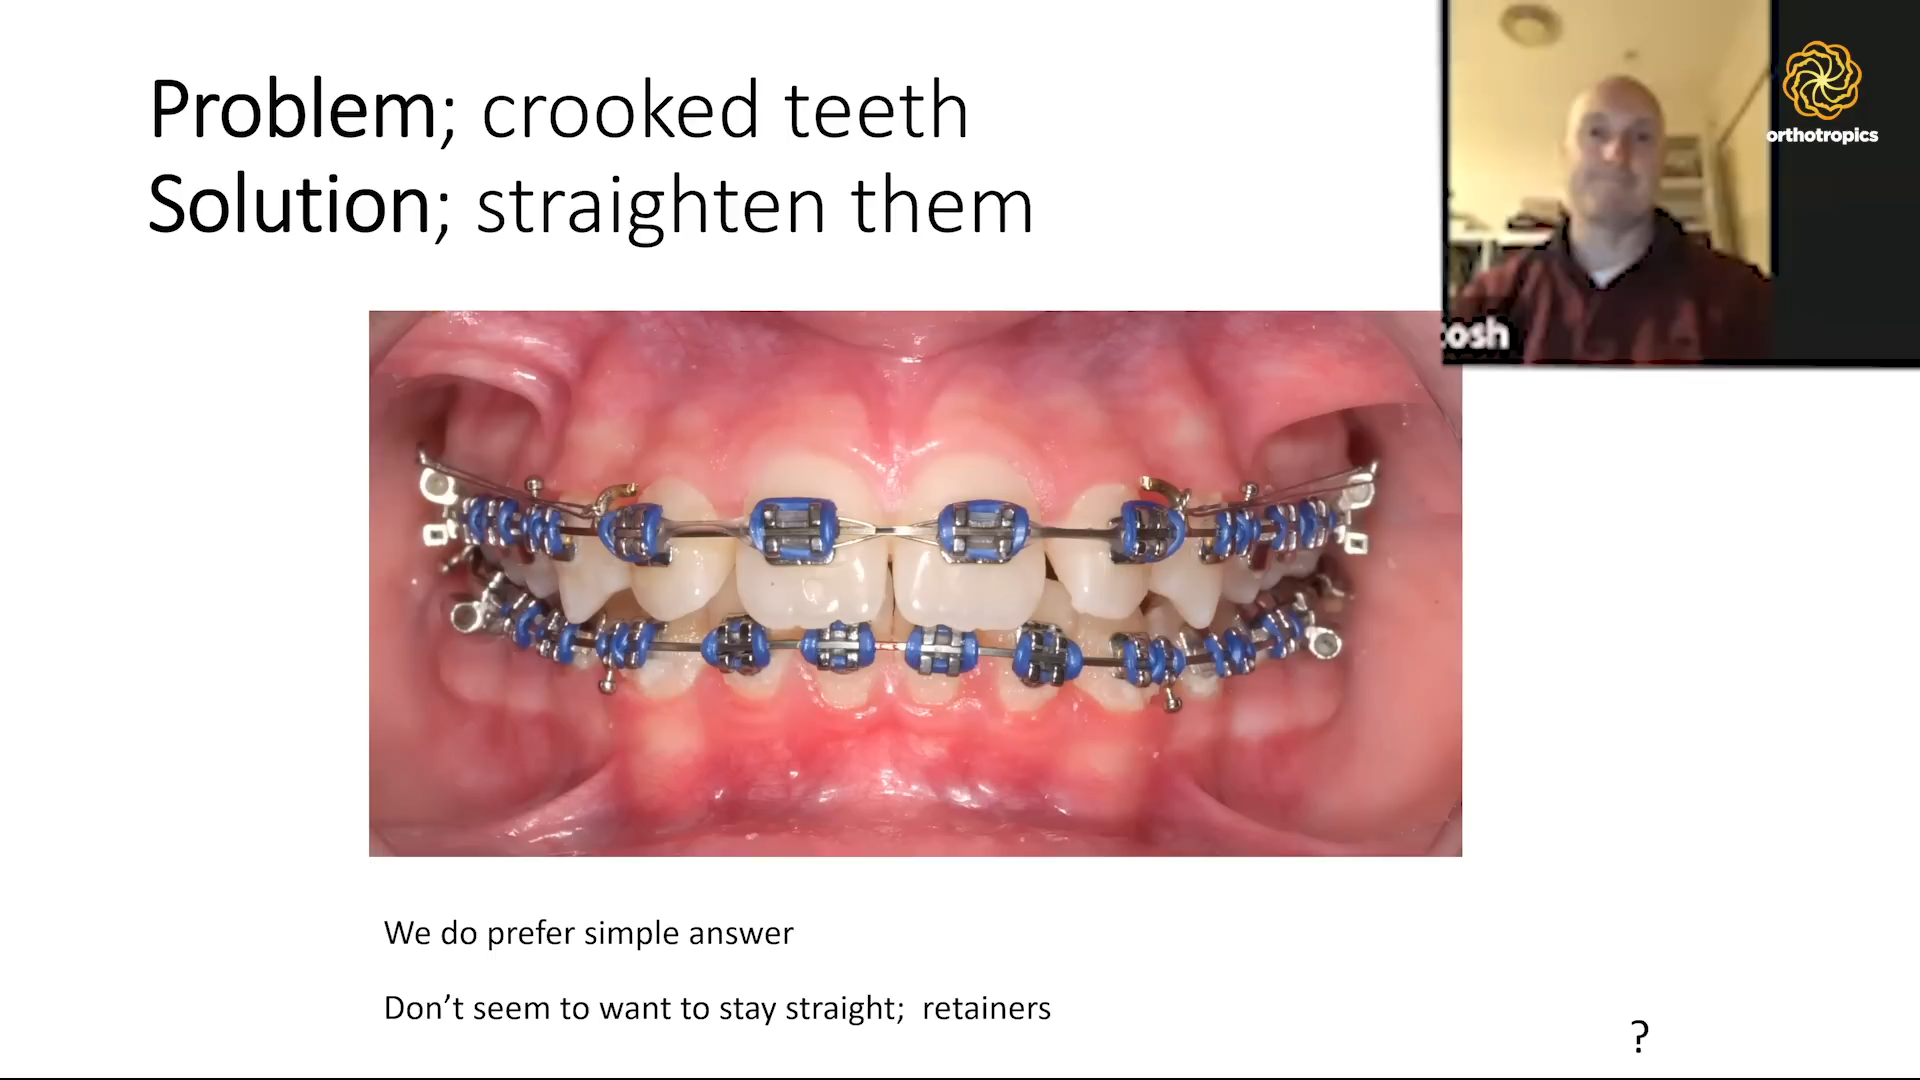 Problem; crooked teeth
Solution; straighten them
orthotropics
osh
We do prefer simple answer
Don't seem to want to stay straight;  retainers
?